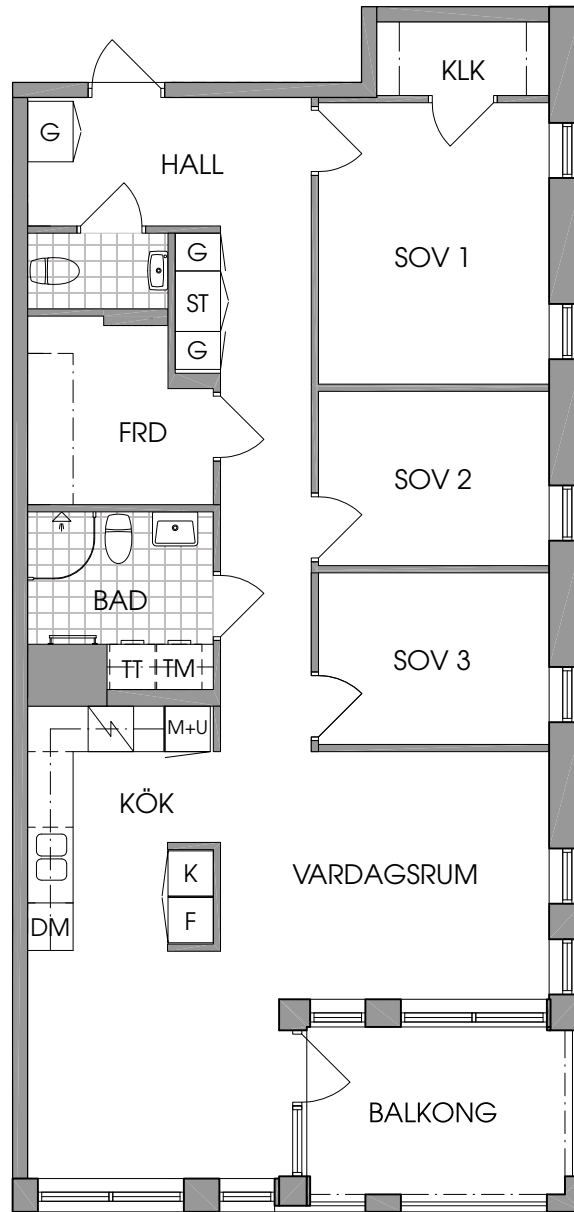 KLK
G
HALL
G
SOV 1
ST
G
FRD
SOV 2
BAD
TT TM
SOV 3
M+U
KÖK
K
VARDAGSRUM
F
DM
BALKONG